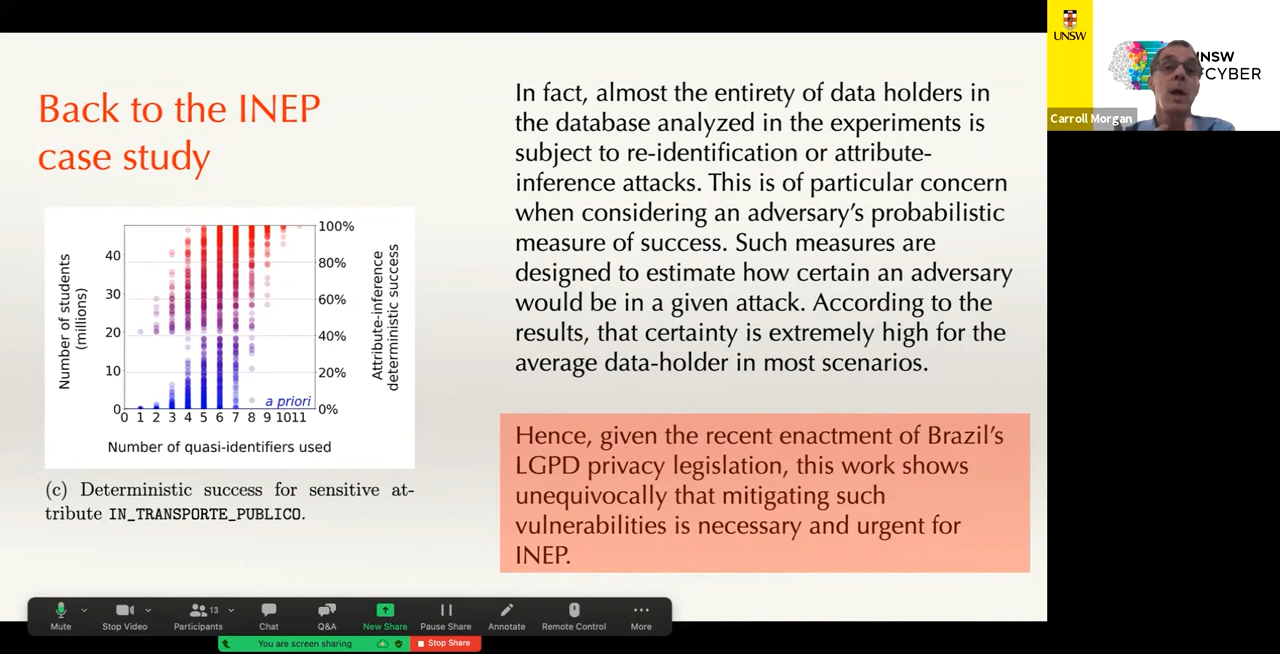 Back to the INEP
case study
Number of students
(millions)
40
30
20
10
0
100%
80%
60%
40%
20%
0%
Attribute-inference
deterministic success
a priori
0 1 2 3 4 5 6 7 8 9 1011
Number of quasi-identifiers used
(c) Deterministic success for sensitive at-
tribute IN_TRANSPORTE_PUBLICO.
In fact, almost the entirety of data holders in
the database analyzed in the experiments is
subject to re-identification or attribute-
inference attacks. This is of particular concern
when considering an adversary's probabilistic
measure of success. Such measures are
designed to estimate how certain an adversary
would be in a given attack. According to the
results, that certainty is extremely high for the
average data-holder in most scenarios.
Hence, given the recent enactment of Brazil's
LGPD privacy legislation, this work shows
unequivocally that mitigating such
vulnerabilities is necessary and urgent for
INEP.
UNSW
UNSW
CYBER
Carroll Morgan
Mute
Stop Video
13
Participants
Chat
Q&A
New Share
Pause Share
Annotate
Remote Control
More
You are screen sharing
Stop Share